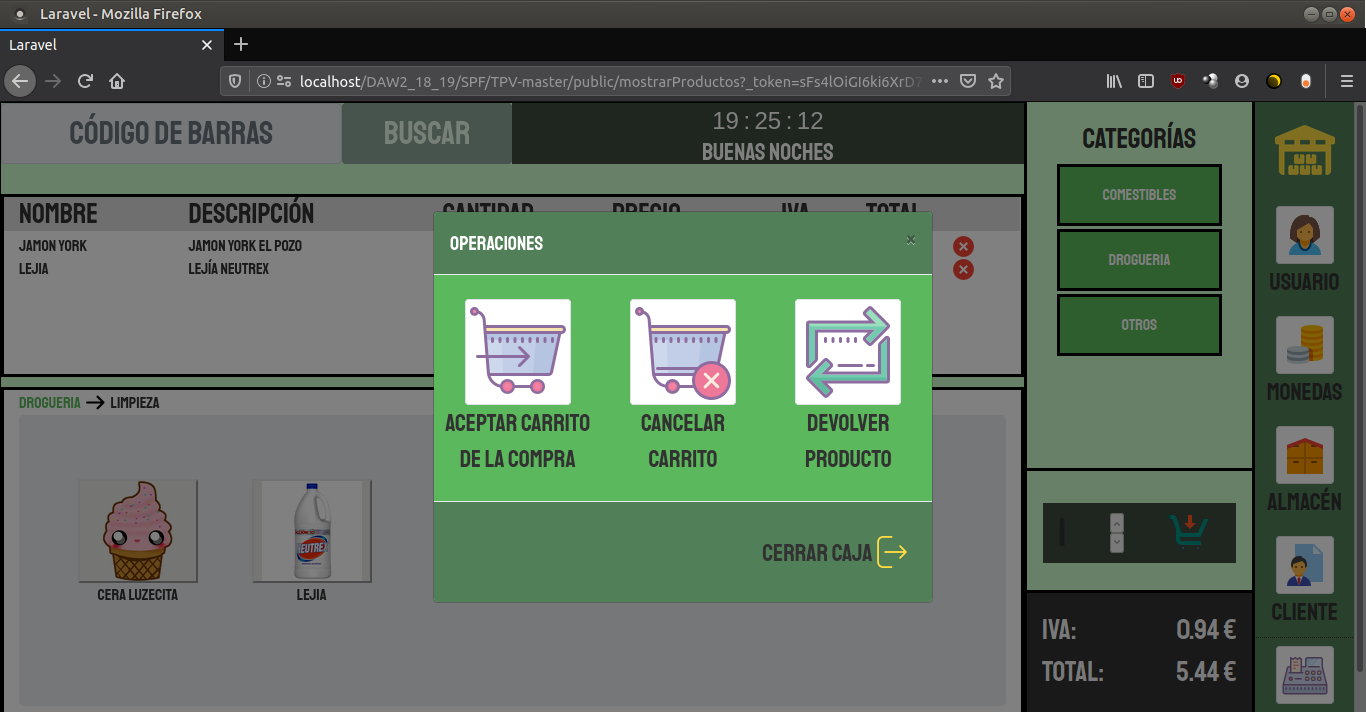 Laravel - Mozilla Firefox
Laravel
localhost/DAW2_18_19/SPF/TPV-master/public/mostrarProductos?_token=sFs4lOiGI6ki6XrD7
CÓDIGO DE BARRAS
BUSCAR
19 : 25 : 12
BUENAS NOCHES
NOMBRE DESCRIPCIÓN CANTIDAD PRECIO IVA TOTAL
JAMON YORK JAMON YORK EL POZO
LEJIA LEJÍA NEUTREX
OPERACIONES
×
ACEPTAR CARRITO
DE LA COMPRA
CANCELAR
CARRITO
DEVOLVER
PRODUCTO
CERRAR CAJA
DROGUERIA LIMPIEZA
NEUTREX
CERA LUZECITA
LEJIA
CATEGORÍAS
COMESTIBLES
DROGUERIA
OTROS
IVA: 0.94 €
TOTAL: 5.44 €
USUARIO
MONEDAS
ALMACÉN
CLIENTE